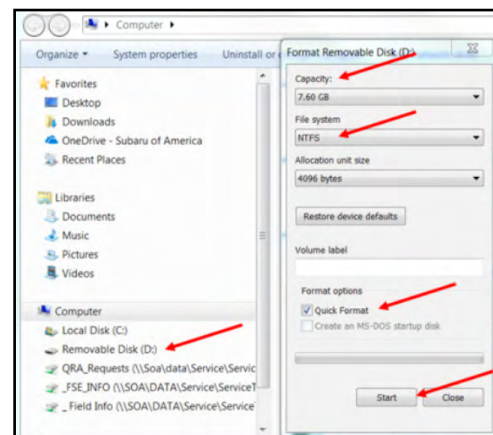 Computer
Organize
System properties
Uninstall or
Favorites
Desktop
Downloads
OneDrive - Subaru of America
Recent Places
Libraries
Documents
Music
Pictures
Videos
Computer
Local Disk (C:)
Removable Disk (D:)
QRA_Requests (\\Soa\data\Service\Servic
_FSE_INFO (\\SOA\DATA\Service\ServiceT
_ Field Info (\\SOA\DATA\Service\Service
Format Removable Disk (D:)
Capacity:
7.60 GB
File system
NTFS
Allocation unit size
4096 bytes
Restore device defaults
Volume label
Format options
Quick Format
Create an MS-DOS startup disk
Start
Close